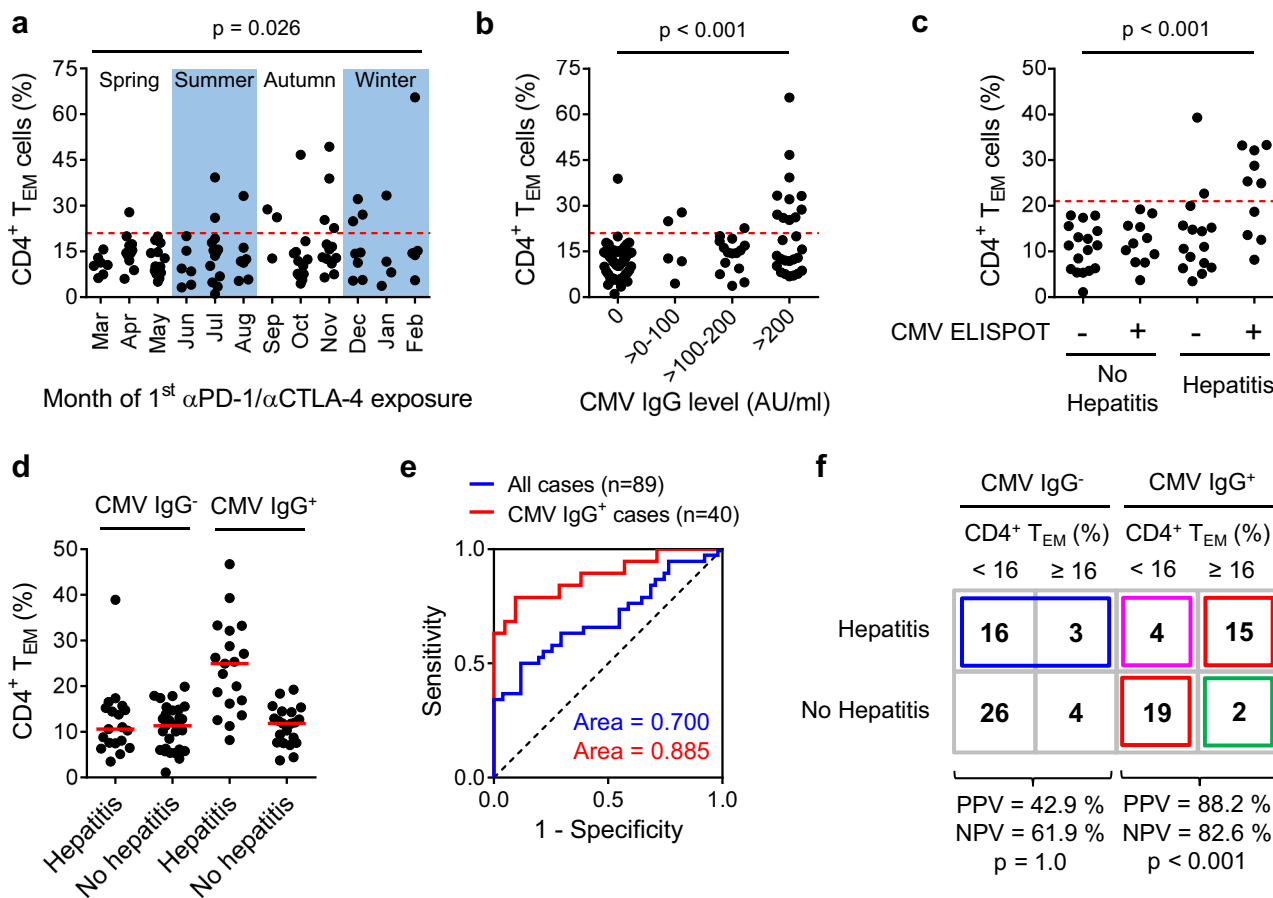 a
p = 0.026
CD4+ TEM cells (%)
75
60
45
30
15
0
Spring
Summer
Autumn
Winter
Mar
Apr
May
Jun
Jul
Aug
Sep
Oct
Nov
Dec
Jan
Feb
Month of 1st αPD-1/αCTLA-4 exposure
b
p < 0.001
CD4+ TEM cells (%)
75
60
45
30
15
0
0
>0-100
>100-200
>200
CMV IgG level (AU/ml)
c
p < 0.001
CD4+ TEM cells (%)
50
40
30
20
10
0
CMV ELISPOT
-
+
-
+
No
Hepatitis
Hepatitis
d
CMV IgG-
CMV IgG+
CD4+ TEM (%)
50
40
30
20
10
0
Hepatitis
No hepatitis
Hepatitis
No hepatitis
e
All cases (n=89)
CMV IgG+ cases (n=40)
Sensitivity
1.0
0.5
0.0
Area = 0.700
Area = 0.885
0.0
0.5
1.0
1 - Specificity
f
CMV IgG-
CMV IgG+
CD4+ TEM (%)
CD4+ TEM (%)
< 16
≥ 16
< 16
≥ 16
Hepatitis
16
3
4
15
No Hepatitis
26
4
19
2
PPV = 42.9 %
NPV = 61.9 %
p = 1.0
PPV = 88.2 %
NPV = 82.6 %
p < 0.001